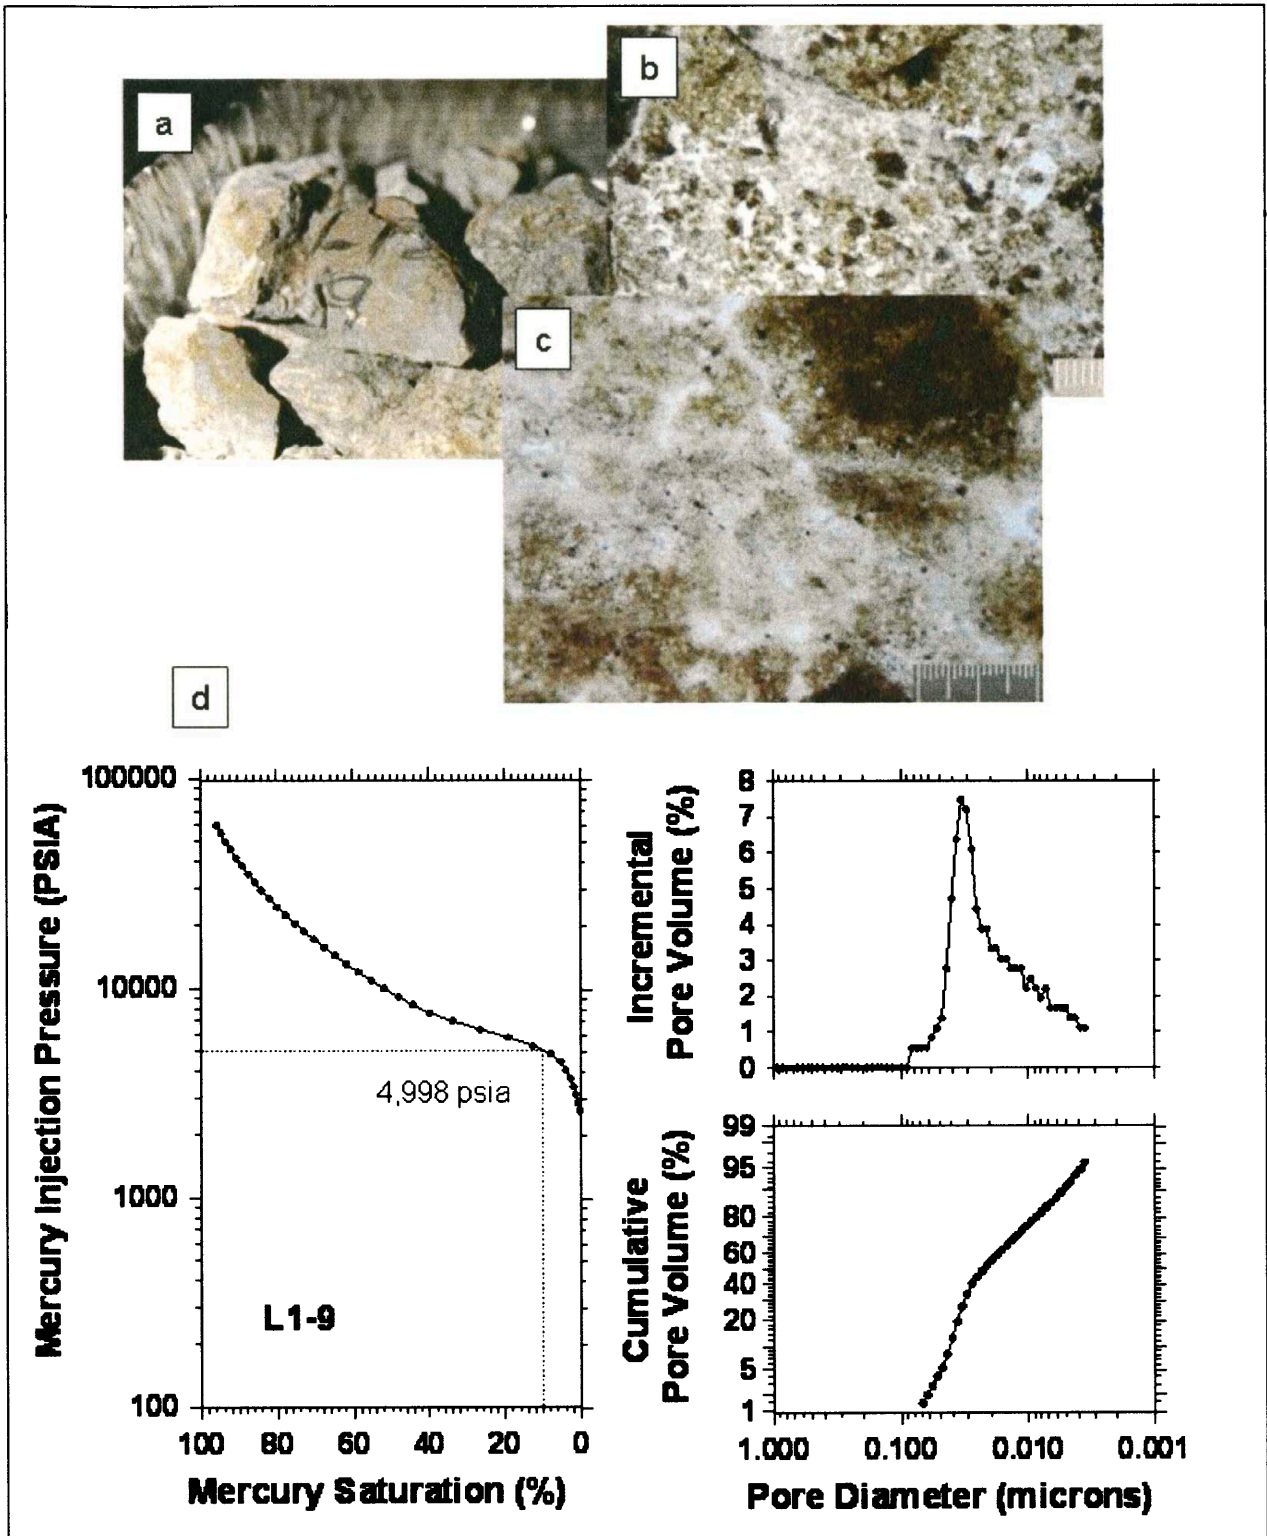 a
b
c
d
Mercury Injection Pressure (PSIA)
100000
10000
1000
100
4,998 psia
L1-9
100 80 60 40 20 0
Mercury Saturation (%)
Incremental
Pore Volume (%)
8
7
6
5
4
3
2
1
0
Cumulative
Pore Volume (%)
99
95
80
60
40
20
5
1
1.000 0.100 0.010 0.001
Pore Diameter (microns)